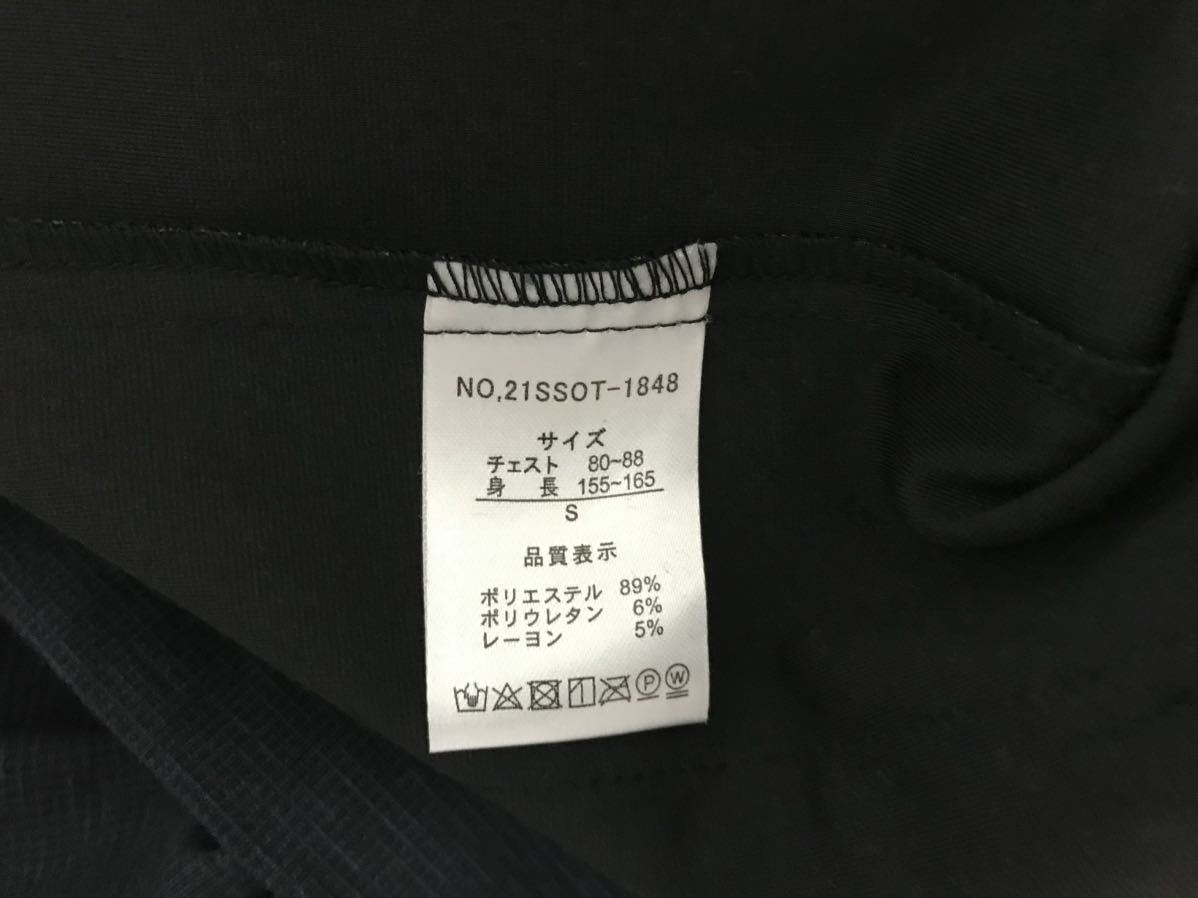 NO,21SSOT-1848
サイズ
チェスト 80~88
身 長 155~165
S
品質表示
ポリエステル 89%
ポリウレタン 6%
レーヨン 5%
P W